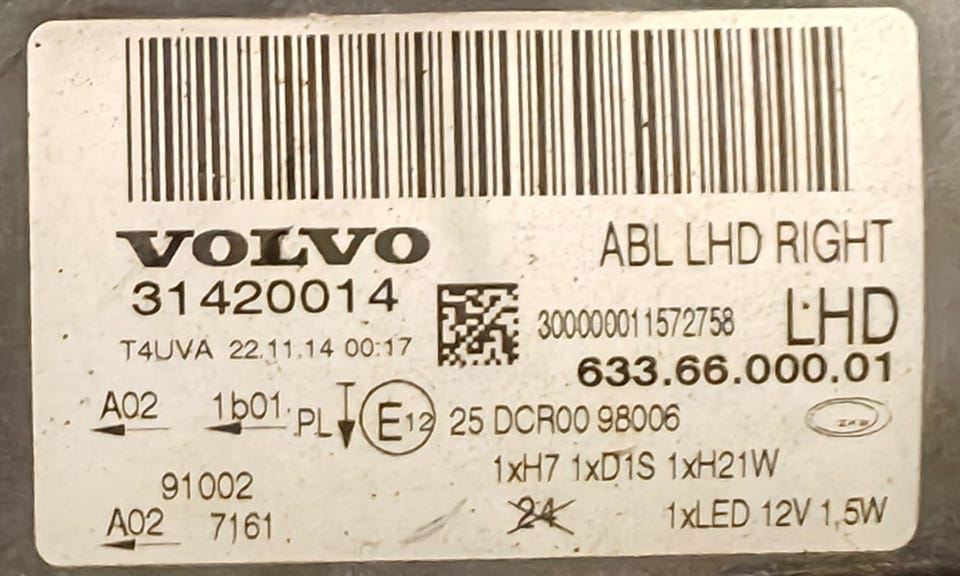 VOLVO
ABL LHD RIGHT
31420014
300000011572758
LHD
T4UVA 22.11.14 00:17
633.66.000.01
A02
1b01
PL
E12
25 DCR00 98006
ZKW
1xH7 1xD1S 1xH21W
91002
24
1xLED 12V 1,5W
A02
7161